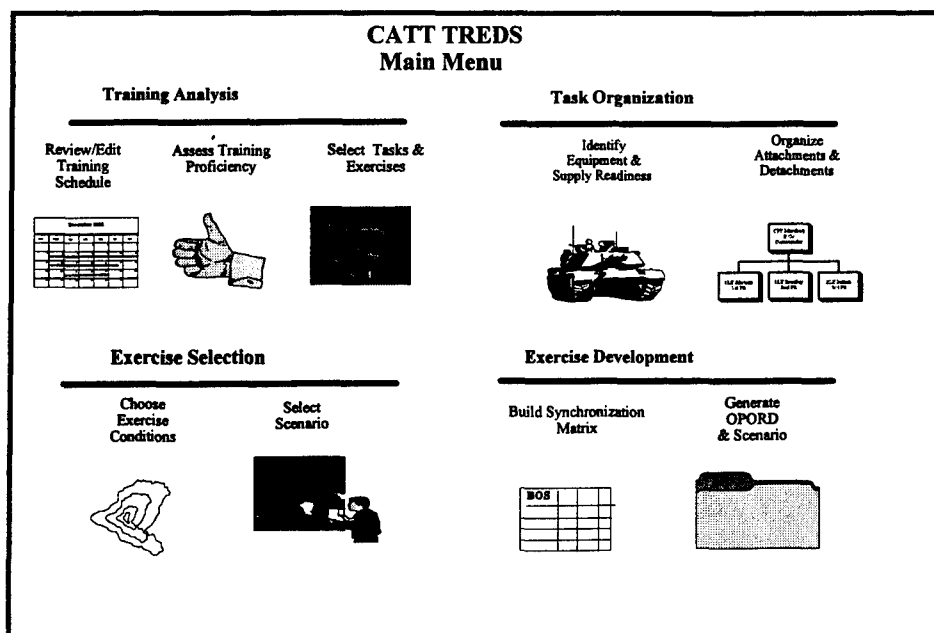 CATT TREDS
Main Menu
Training Analysis
Review/Edit
Training
Schedule
Assess Training
Proficiency
Select Tasks &
Exercises
Task Organization
Identify
Equipment &
Supply Readiness
Organize
Attachments &
Detachments
Exercise Selection
Choose
Exercise
Conditions
Select
Scenario
Exercise Development
Build Synchronization
Matrix
BOS
Generate
OPORD
& Scenario